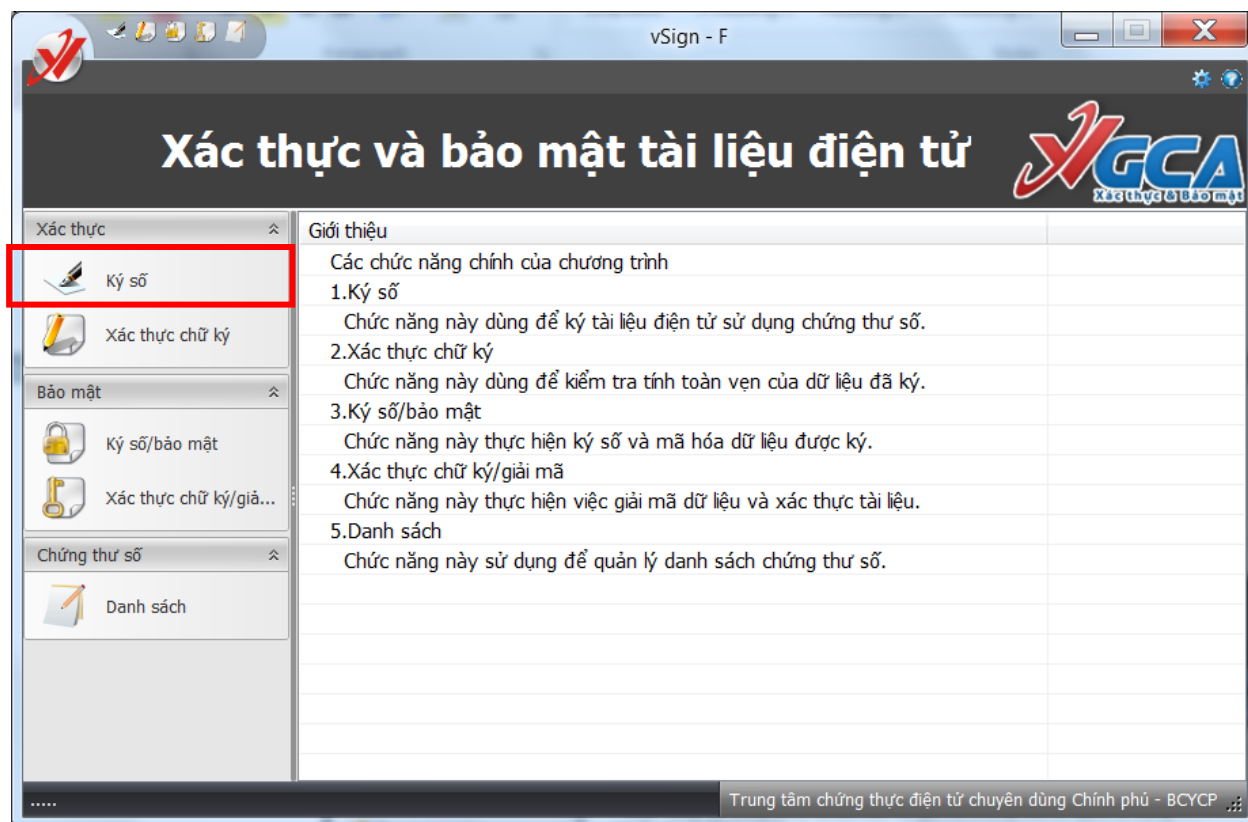 vSign - F
Xác thực và bảo mật tài liệu điện tử
GCA
Xác thực & Bảo mật
Xác thực
Ký số
Xác thực chữ ký
Bảo mật
Ký số/bảo mật
Xác thực chữ ký/giả...
Chứng thư số
Danh sách
Giới thiệu
Các chức năng chính của chương trình
1.Ký số
Chức năng này dùng để ký tài liệu điện tử sử dụng chứng thư số.
2.Xác thực chữ ký
Chức năng này dùng để kiểm tra tính toàn vẹn của dữ liệu đã ký.
3.Ký số/bảo mật
Chức năng này thực hiện ký số và mã hóa dữ liệu được ký.
4.Xác thực chữ ký/giải mã
Chức năng này thực hiện việc giải mã dữ liệu và xác thực tài liệu.
5.Danh sách
Chức năng này sử dụng để quản lý danh sách chứng thư số.
.....
Trung tâm chứng thực điện tử chuyên dùng Chính phủ - BCYCP